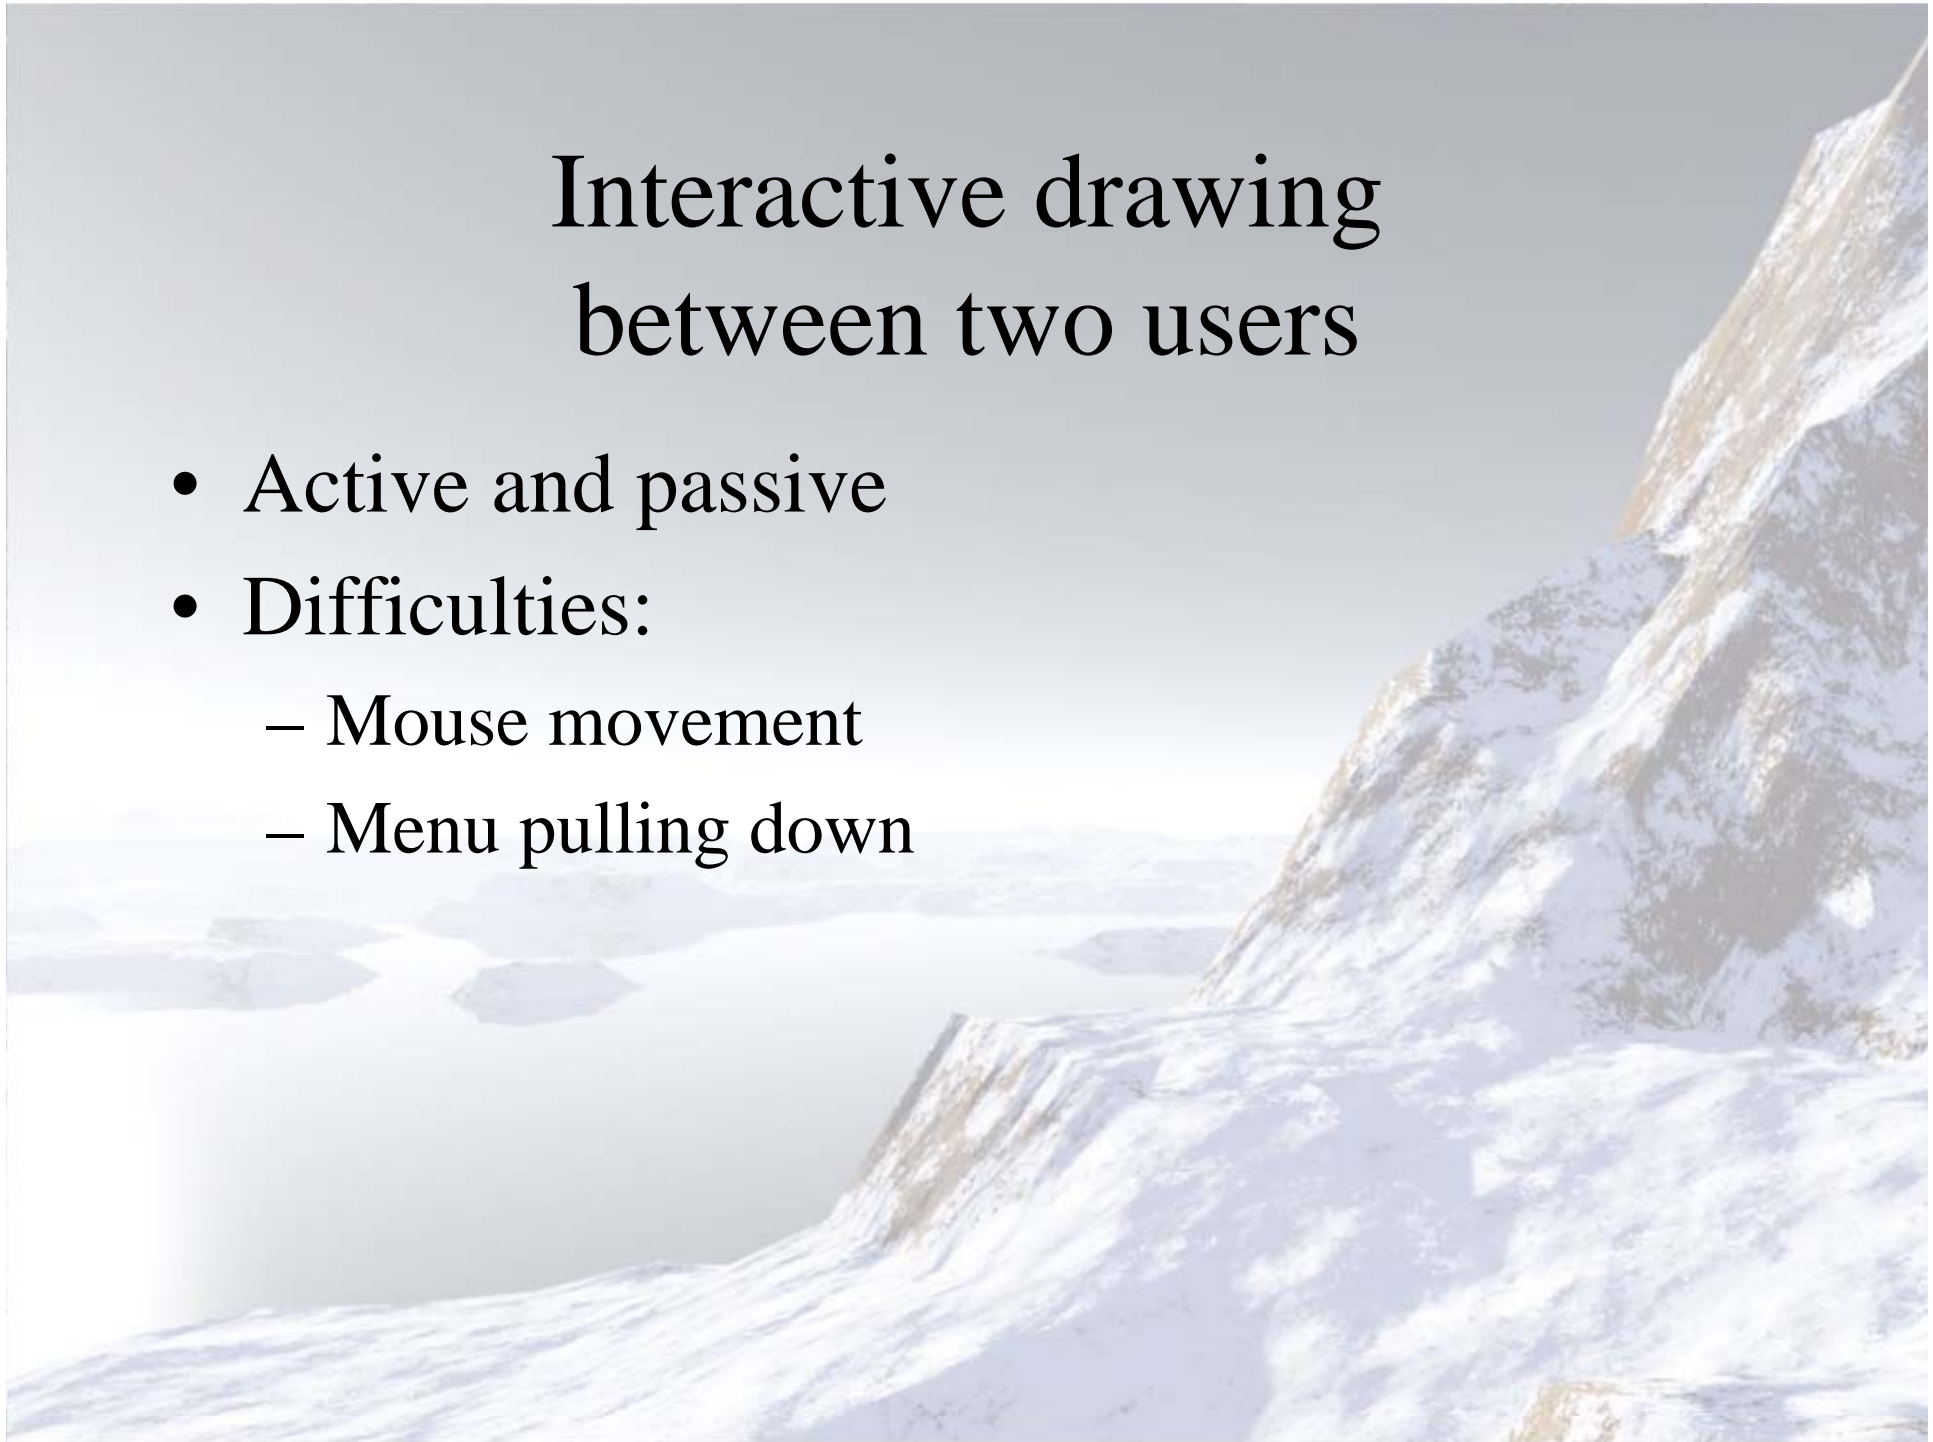 Interactive drawing
between two users
• Active and passive
• Difficulties:
– Mouse movement
– Menu pulling down